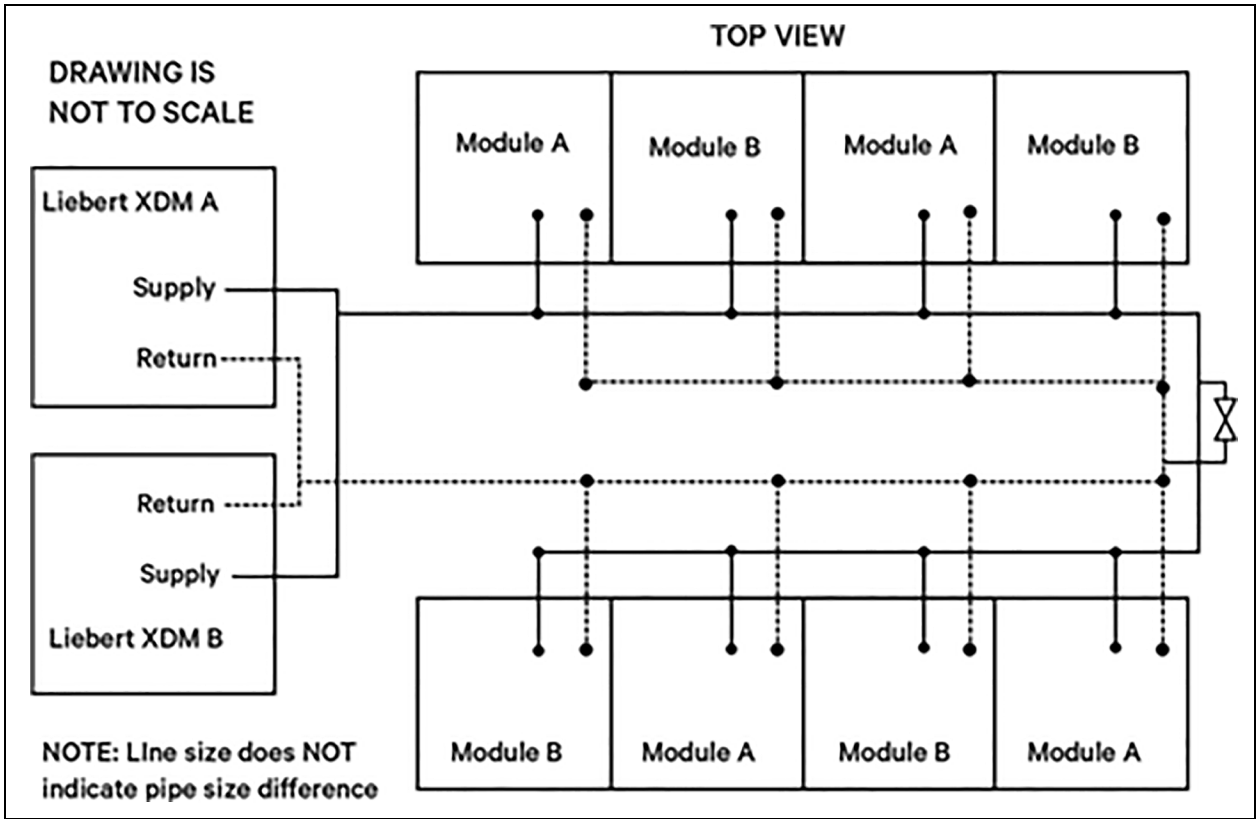 TOP VIEW
DRAWING IS
NOT TO SCALE
Module A
Module B
Module A
Module B
Liebert XDM A
Supply
Return
Return
Supply
Liebert XDM B
Module B
Module A
Module B
Module A
NOTE: LIne size does NOT
indicate pipe size difference